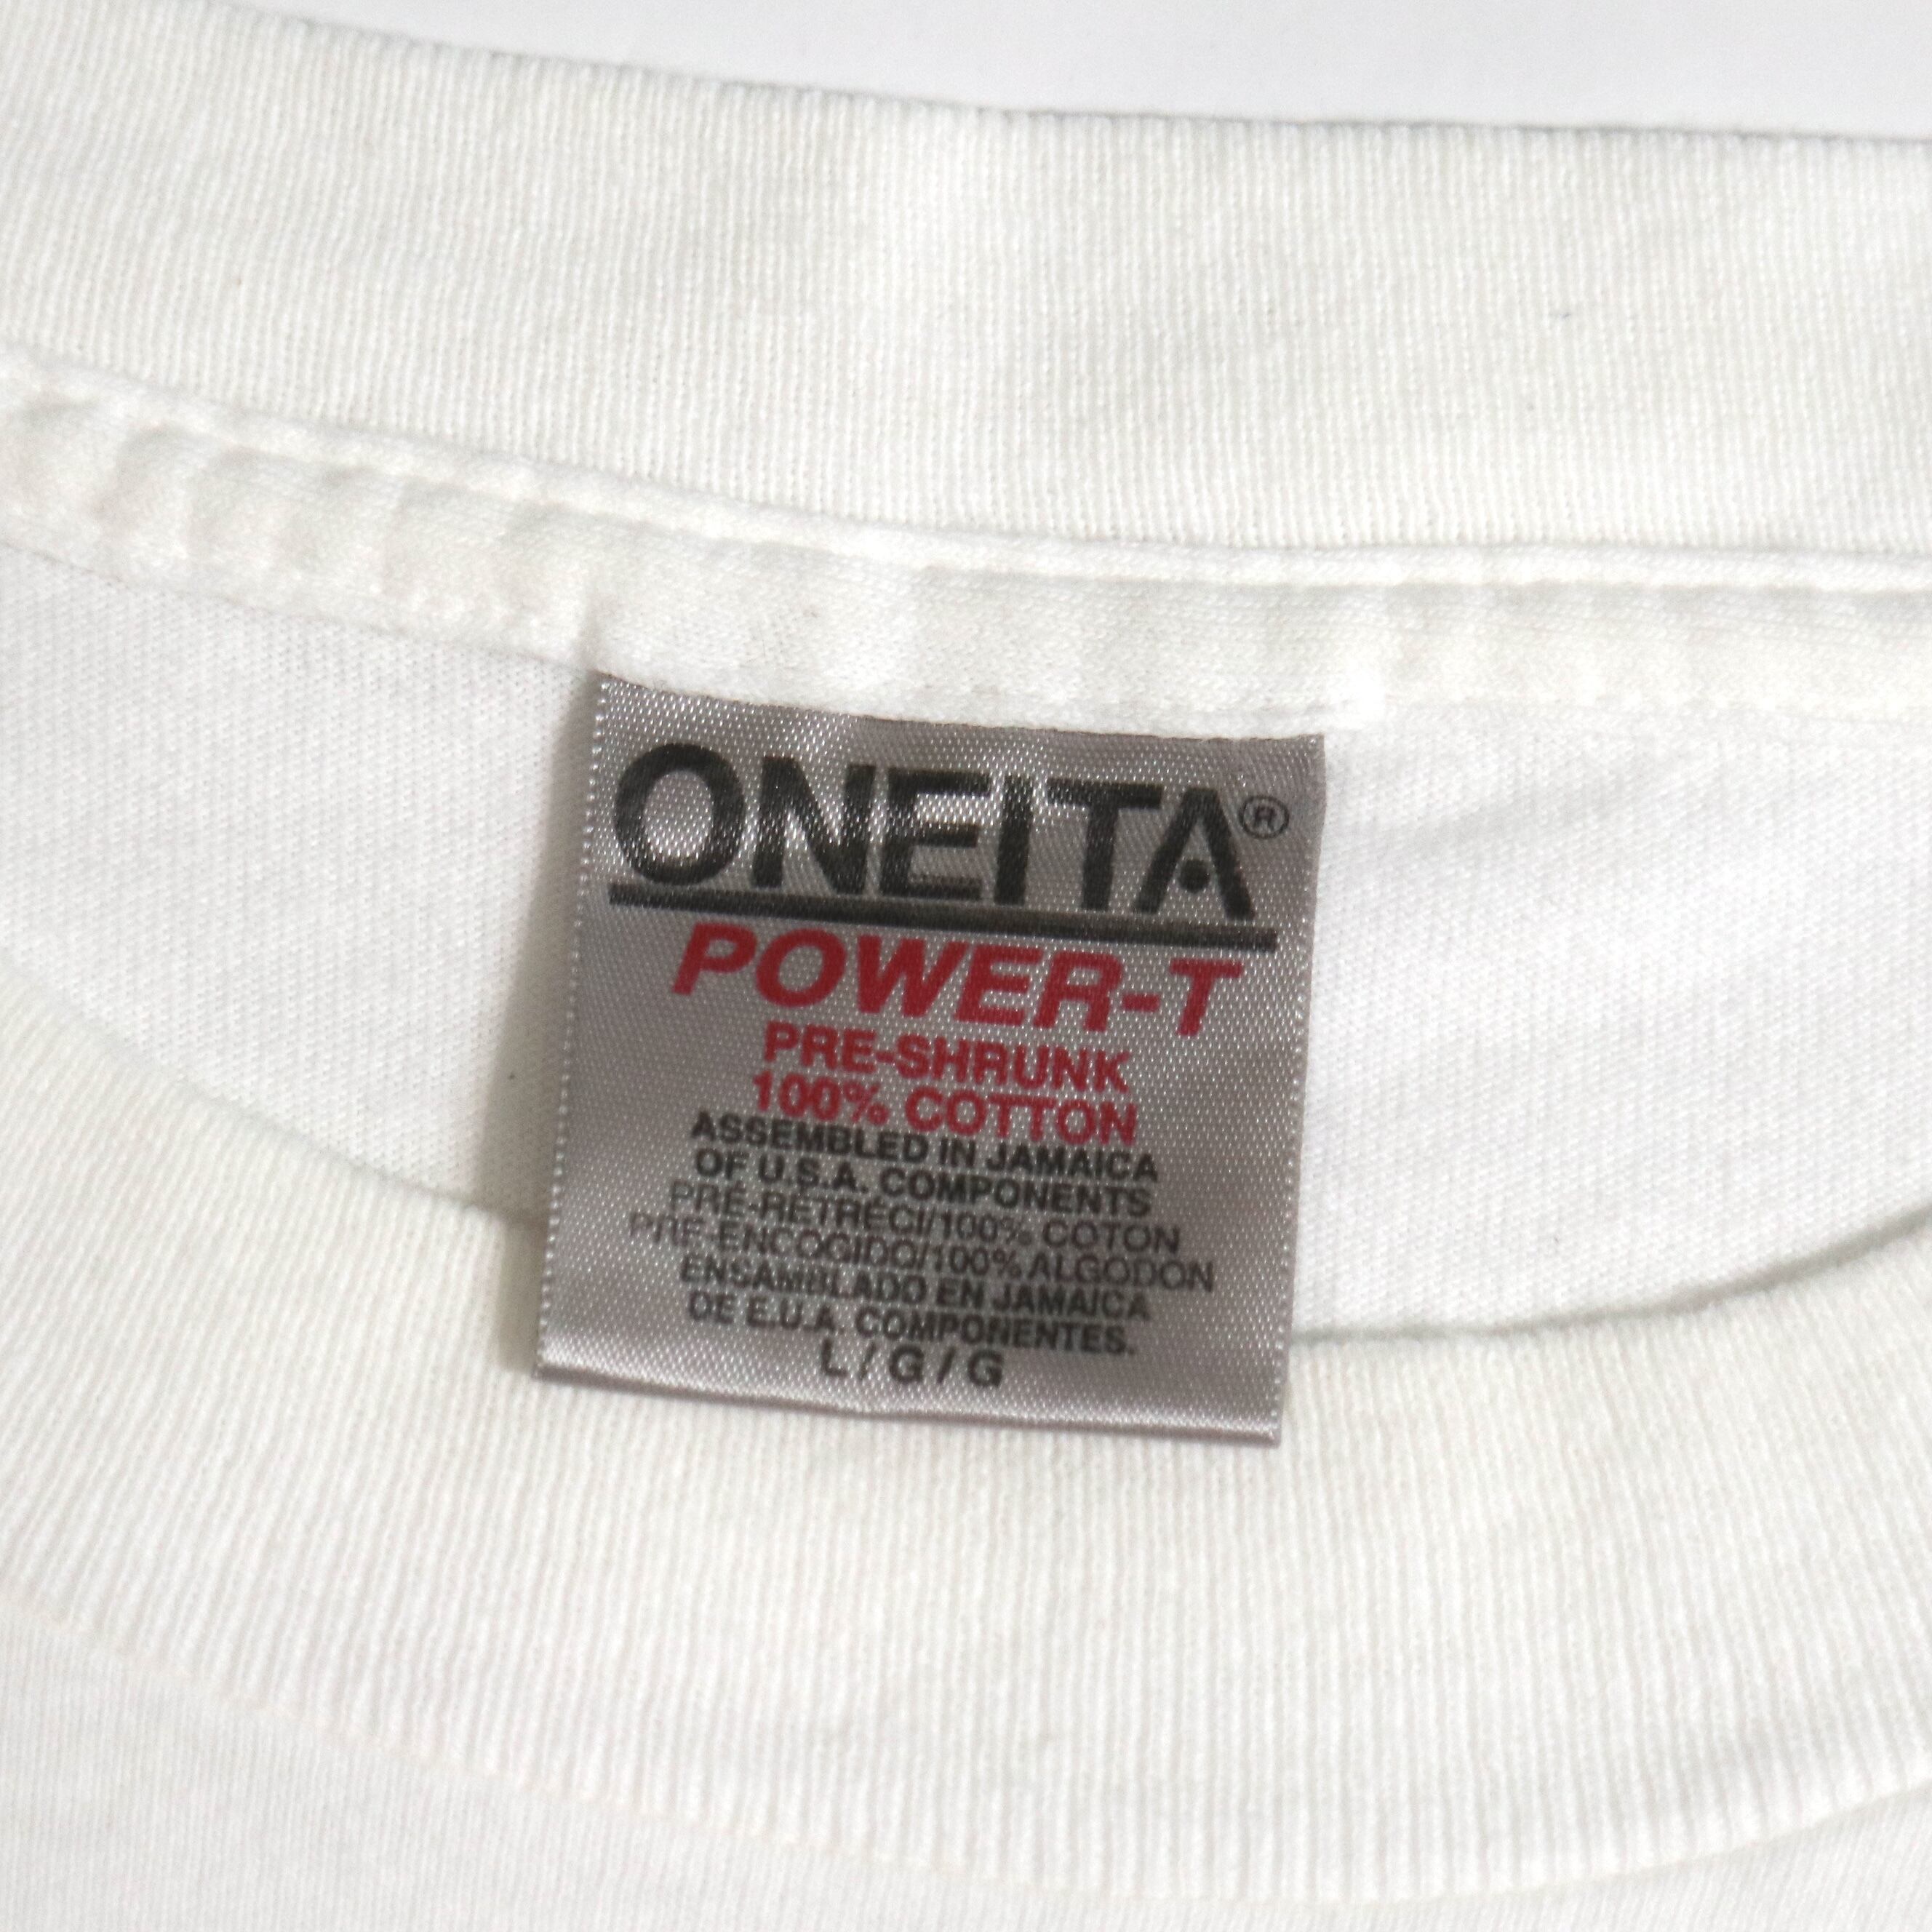 ONEITA®
POWER-T
PRE-SHRUNK
100% COTTON
ASSEMBLED IN JAMAICA
OF U.S.A. COMPONENTS
PRÉ-RÉTRÉCI/100% COTON
PRE-ENCOGIDO/100% ALGODON
ENSAMBLADO EN JAMAICA
DE E.U.A. COMPONENTES.
L / G / G